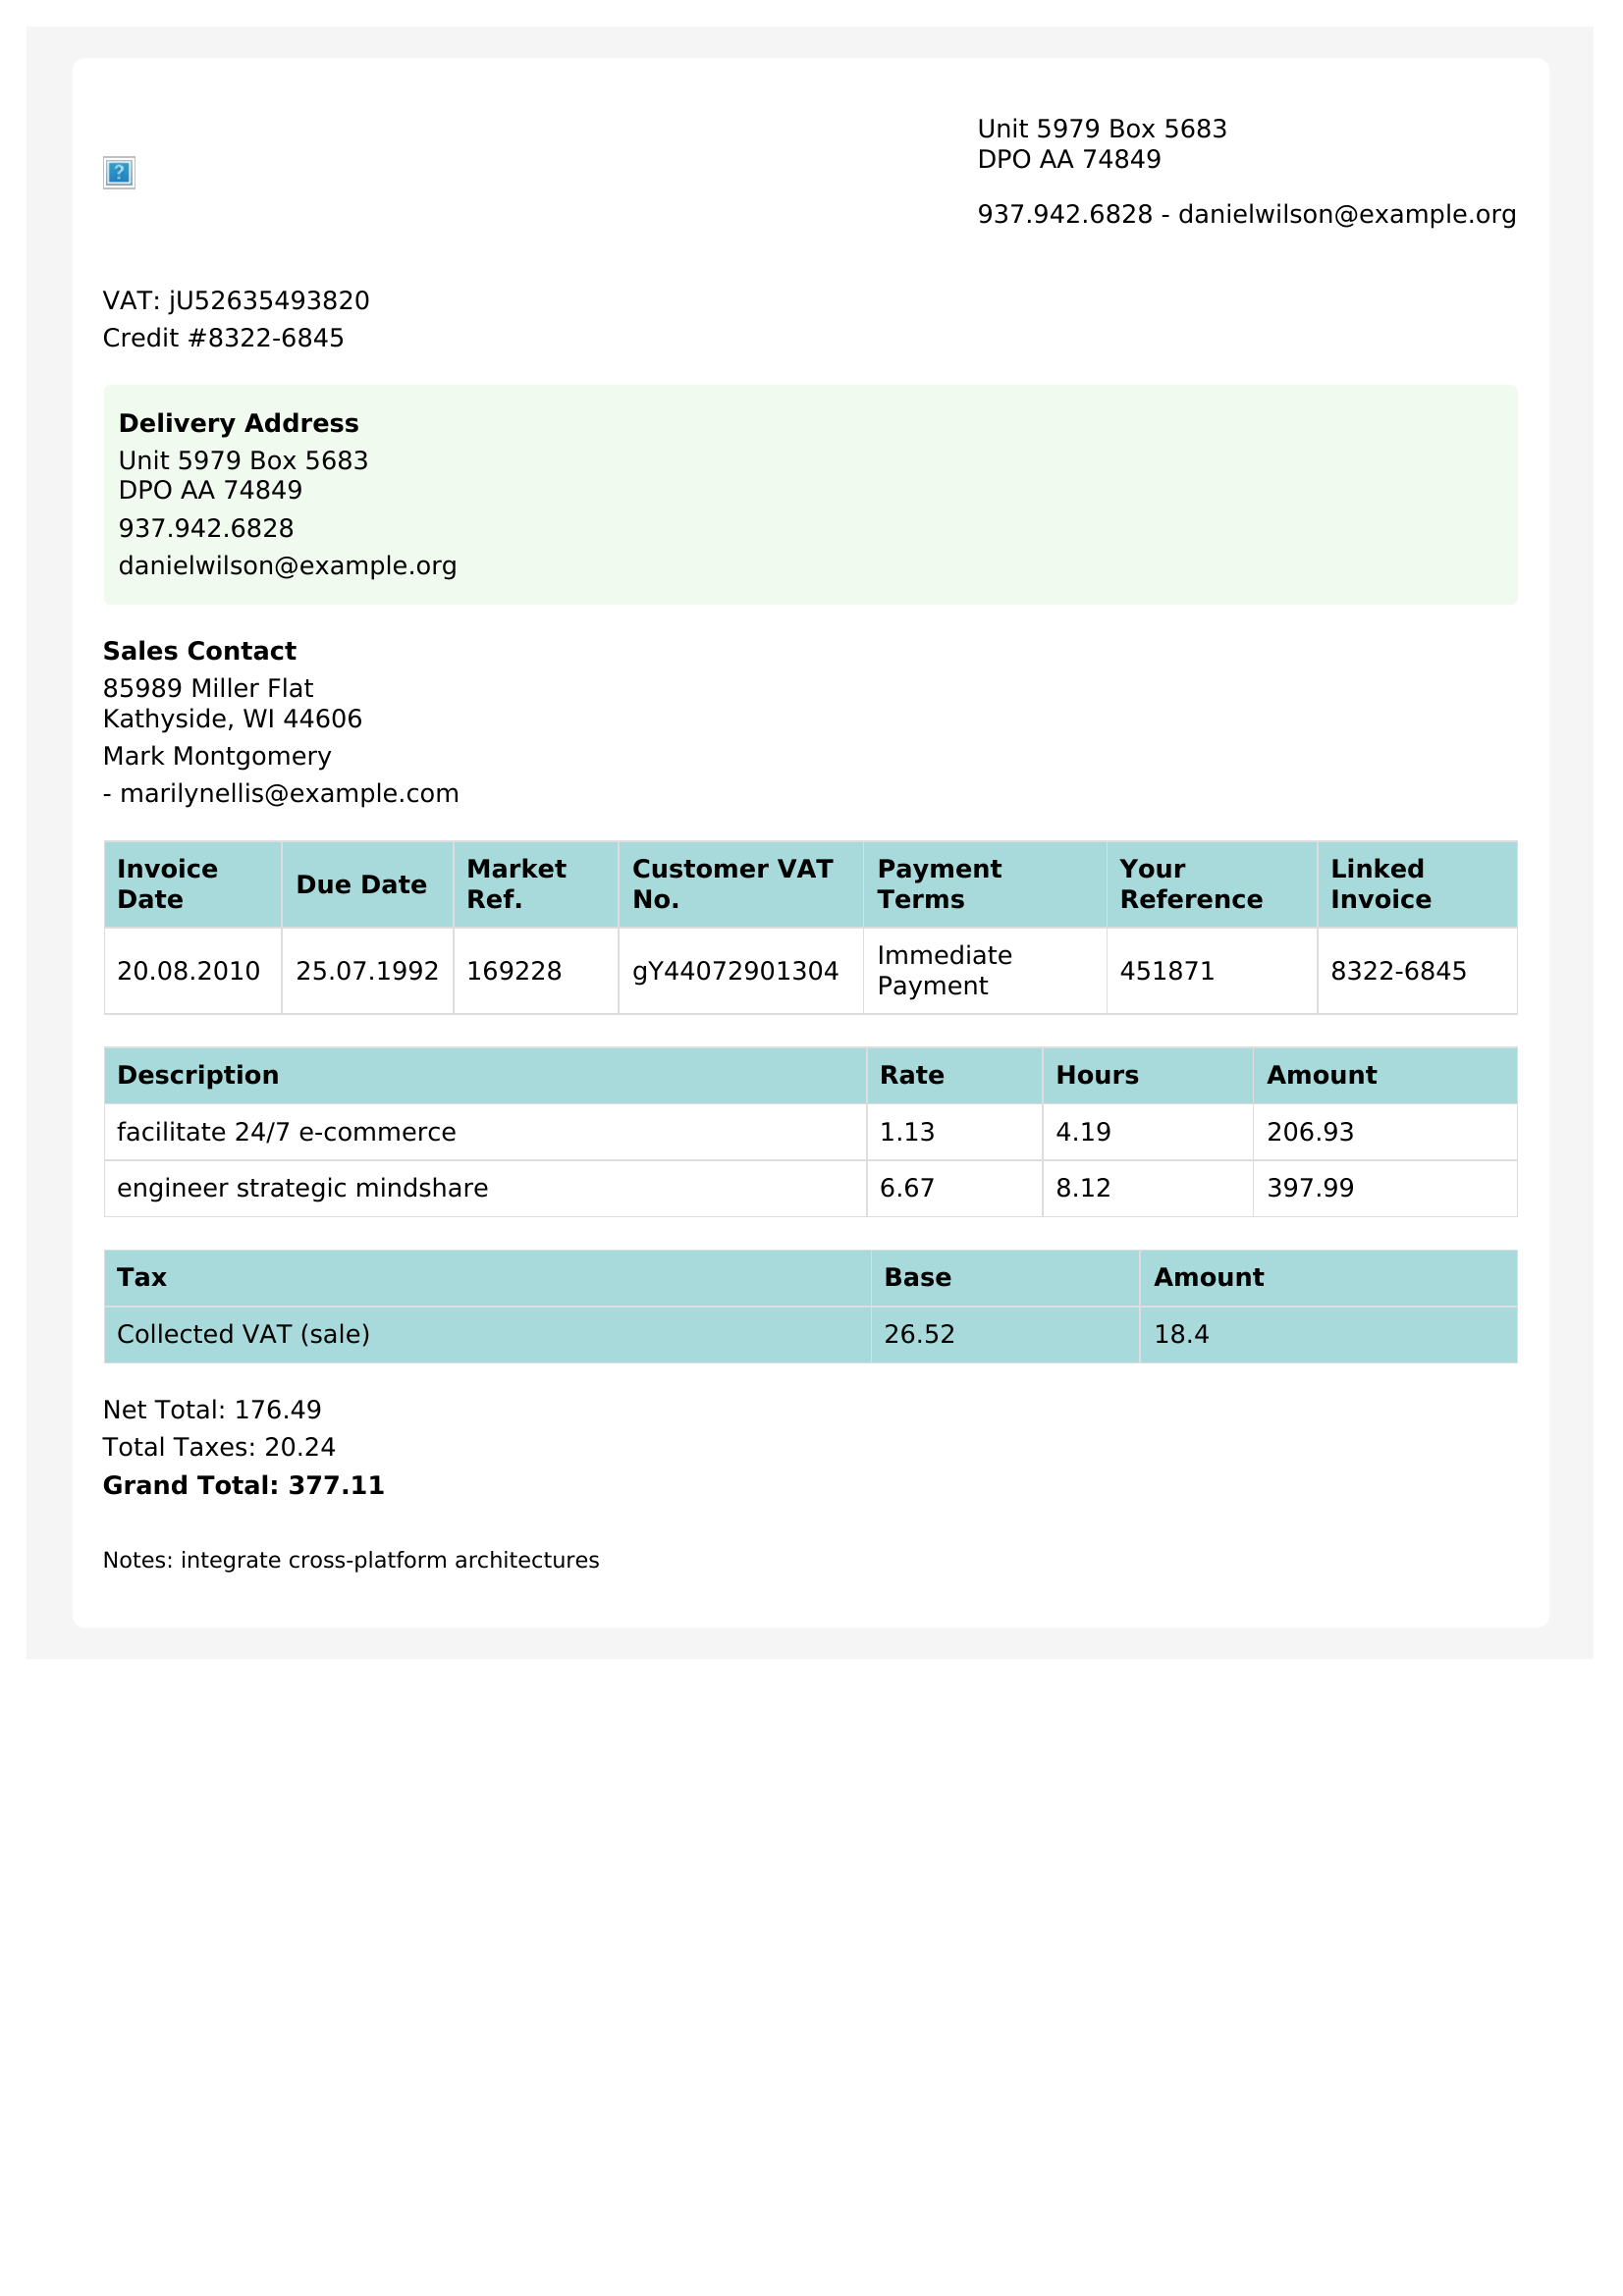 Unit 5979 Box 5683
DPO AA 74849
937.942.6828 - danielwilson@example.org
VAT: jU52635493820
Credit #8322-6845
Delivery Address
Unit 5979 Box 5683
DPO AA 74849
937.942.6828
danielwilson@example.org
Sales Contact
85989 Miller Flat
Kathyside, WI 44606
Mark Montgomery
- marilynellis@example.com
Invoice Date Due Date Market Ref. Customer VAT No. Payment Terms Your Reference Linked Invoice
20.08.2010 25.07.1992 169228 gY44072901304 Immediate Payment 451871 8322-6845
Description Rate Hours Amount
facilitate 24/7 e-commerce 1.13 4.19 206.93
engineer strategic mindshare 6.67 8.12 397.99
Tax Base Amount
Collected VAT (sale) 26.52 18.4
Net Total: 176.49
Total Taxes: 20.24
Grand Total: 377.11
Notes: integrate cross-platform architectures